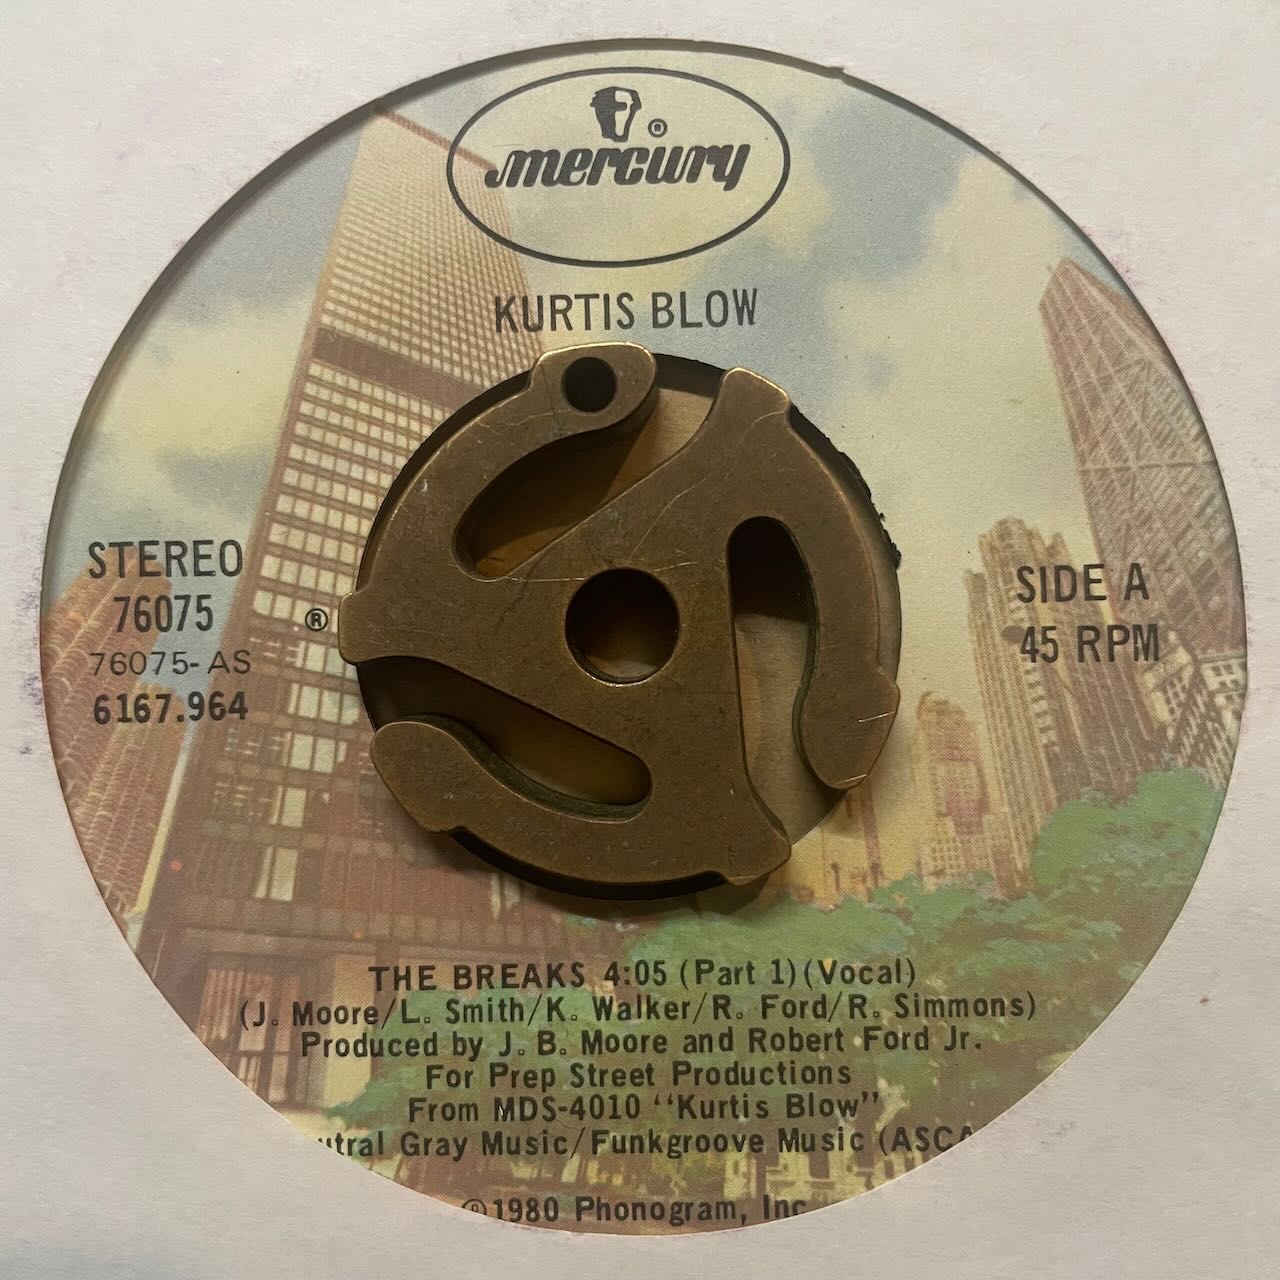 mercury ®
KURTIS BLOW
STEREO
76075
76075-AS
6167.964
®
SIDE A
45 RPM
THE BREAKS 4:05 (Part 1) (Vocal)
(J. Moore/L. Smith/K. Walker/R. Ford/R. Simmons)
Produced by J. B. Moore and Robert Ford Jr.
For Prep Street Productions
From MDS-4010 "Kurtis Blow"
Gray Music/Funkgroove Music
℗1980 Phonogram, Inc